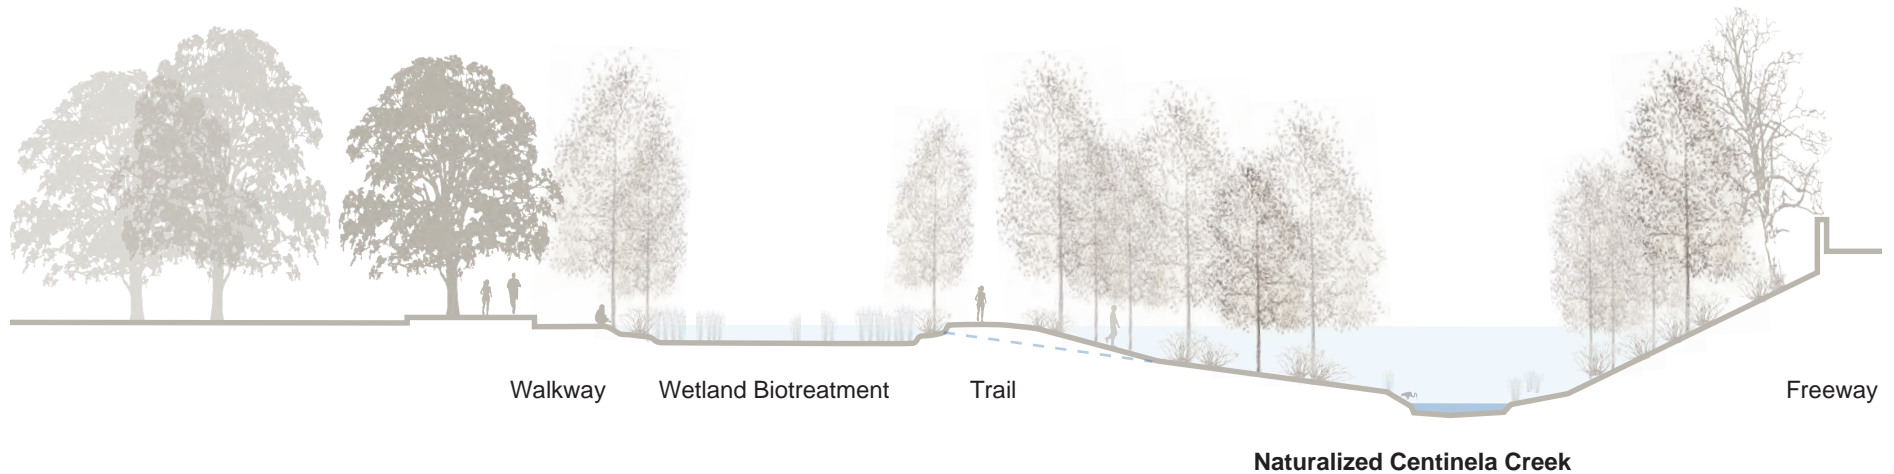 Walkway
Wetland Biotreatment
Trail
Freeway
Naturalized Centinela Creek